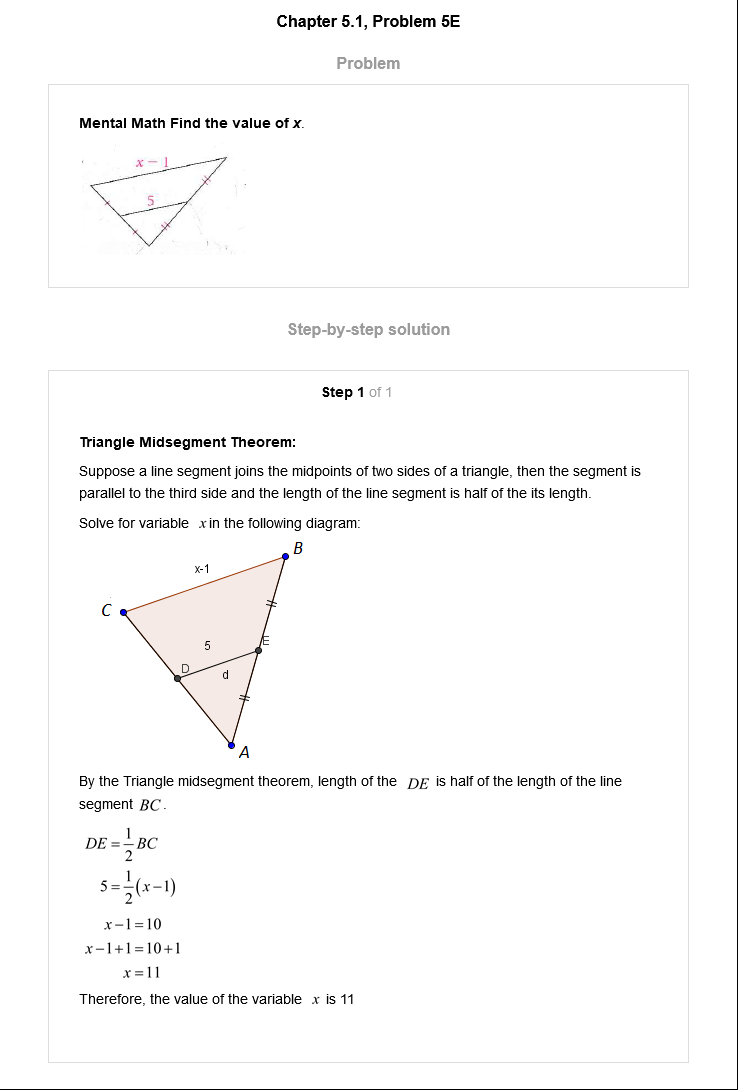 Chapter 5.1, Problem 5E
Problem
Mental Math Find the value of x.
x − 1
5
Step-by-step solution
Step 1 of 1
Triangle Midsegment Theorem:
Suppose a line segment joins the midpoints of two sides of a triangle, then the segment is
parallel to the third side and the length of the line segment is half of the its length.
Solve for variable x in the following diagram:
B
x-1
C
5
E
D
d
A
By the Triangle midsegment theorem, length of the DE is half of the length of the line
segment BC.
DE = 1/2 BC
5 = 1/2 (x−1)
x−1=10
x−1+1=10+1
x=11
Therefore, the value of the variable x is 11